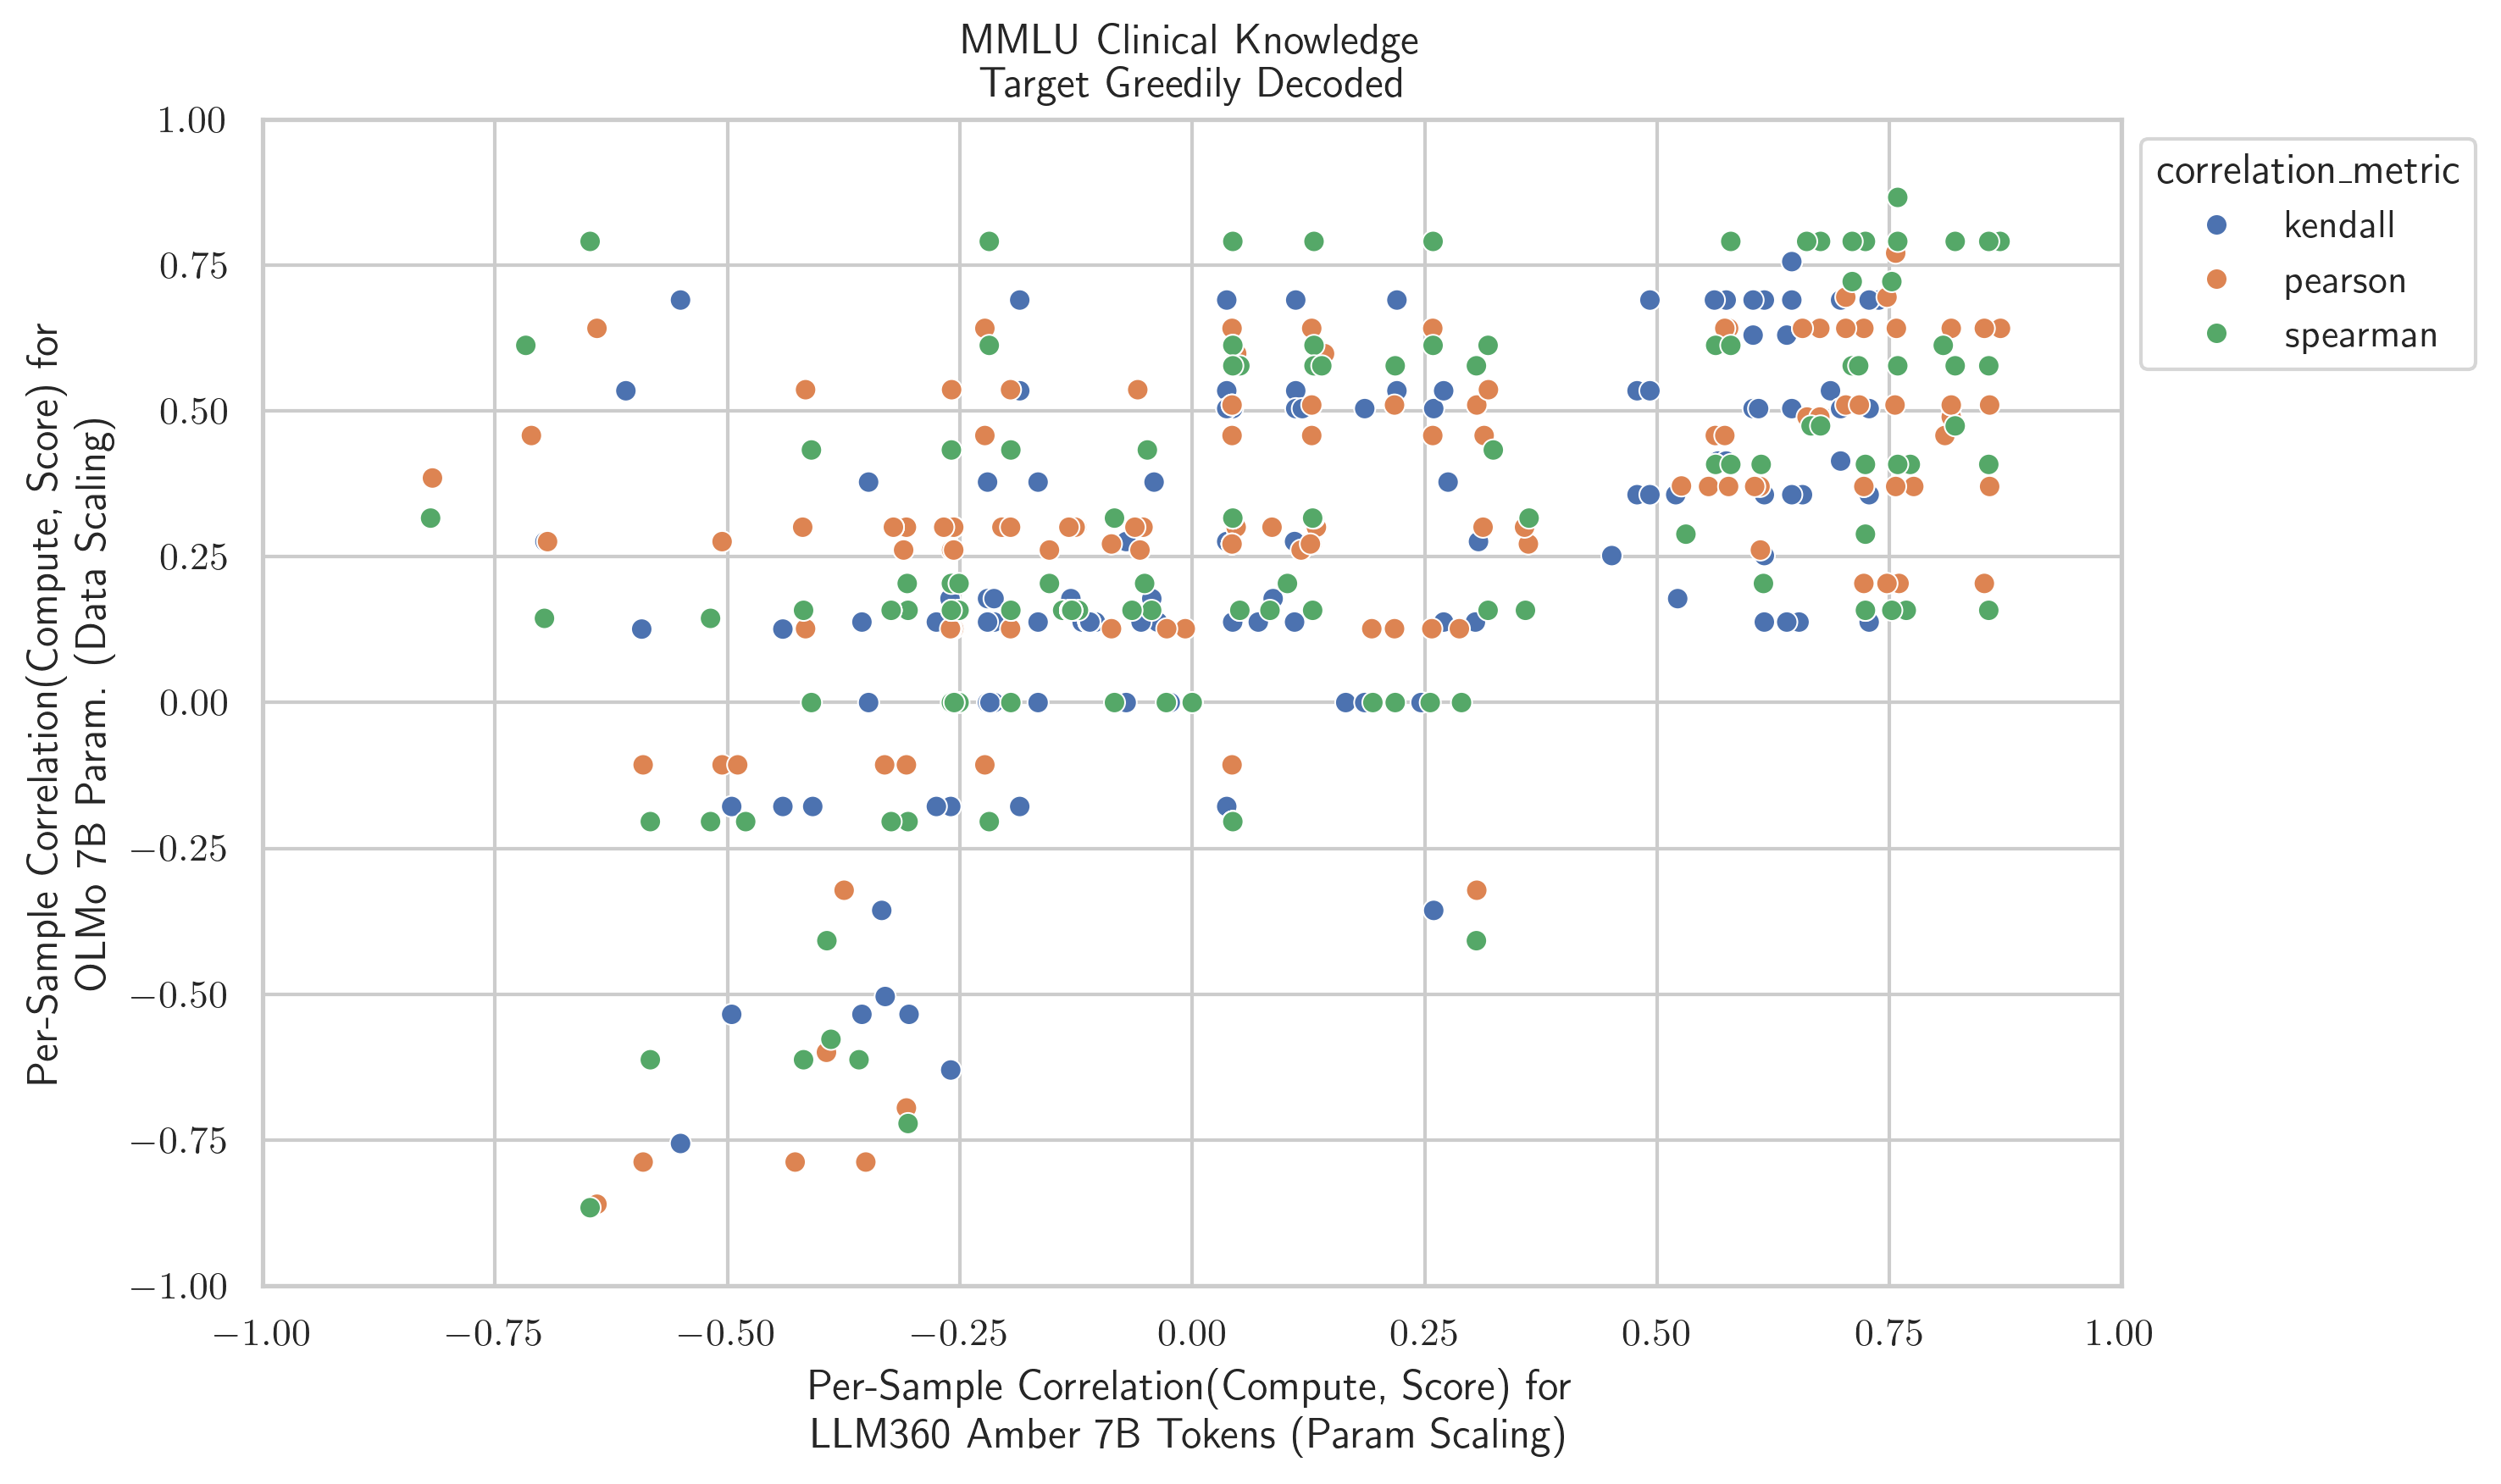 MMLU Clinical Knowledge
Target Greedily Decoded
Per-Sample Correlation(Compute, Score) for
OLMo 7B Param. (Data Scaling)
1.00
0.75
0.50
0.25
0.00
−0.25
−0.50
−0.75
−1.00
−1.00 −0.75 −0.50 −0.25 0.00 0.25 0.50 0.75 1.00
Per-Sample Correlation(Compute, Score) for
LLM360 Amber 7B Tokens (Param Scaling)
correlation_metric
kendall
pearson
spearman